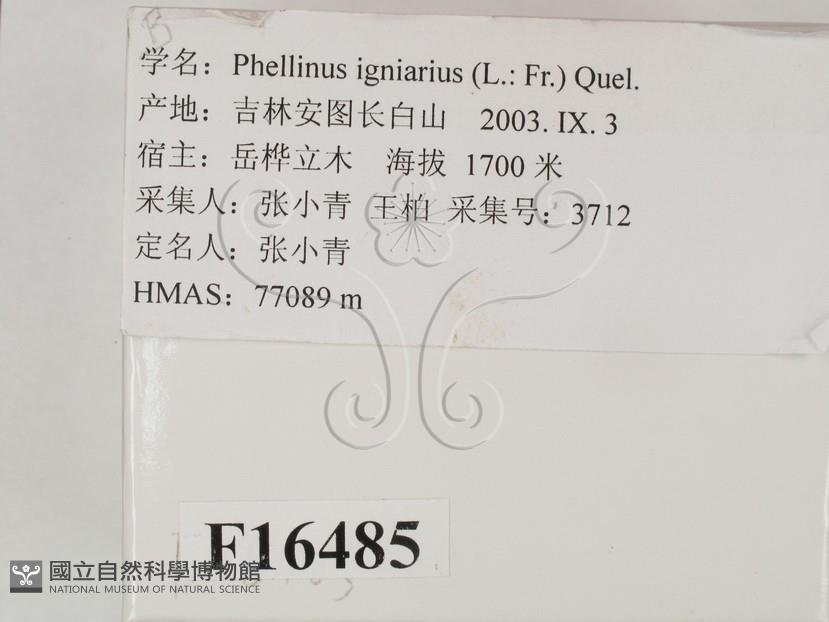 B
学名：Phellinus igniarius (L.: Fr.) Quel.
产地：吉林安图长白山 2003. IX. 3
宿主：岳桦立木 海拔 1700 米
采集人：张小青 王柏 采集号：3712
定名人：张小青
HMAS：77089 m
F16485
國立自然科學博物館
NATIONAL MUSEUM OF NATURAL SCIENCE